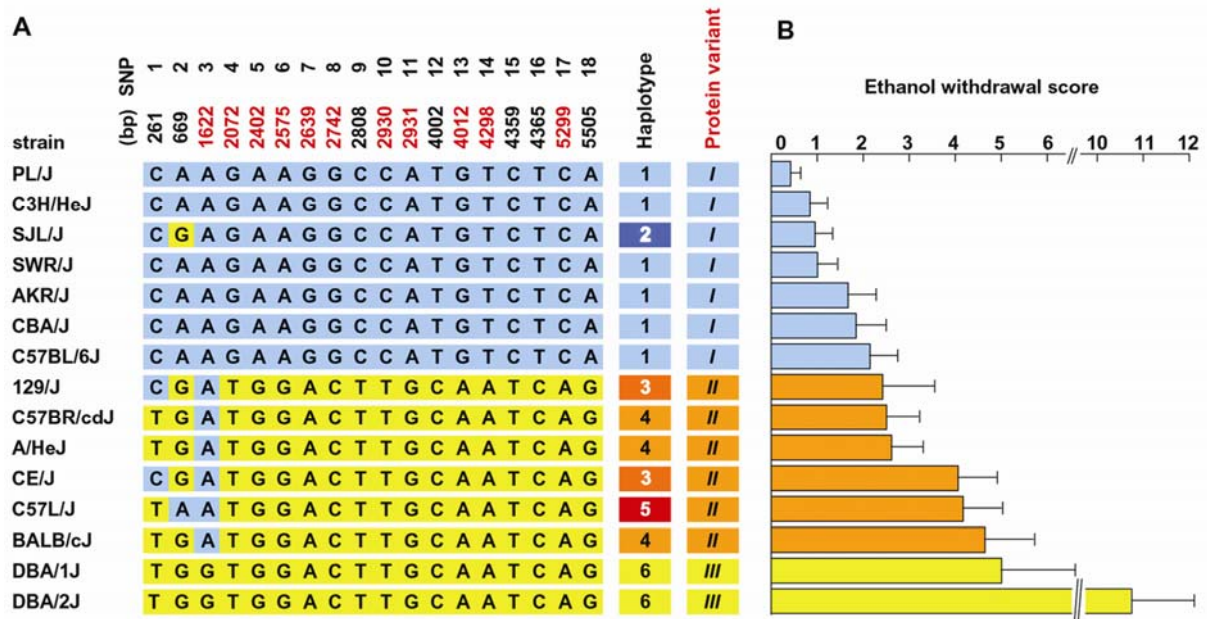 A
B
SNP 1 2 3 4 5 6 7 8 9 10 11 12 13 14 15 16 17 18
Haplotype
Protein variant
Ethanol withdrawal score
strain (bp) 261 669 1622 2072 2402 2575 2639 2742 2808 2930 2931 4002 4012 4298 4359 4365 5299 5505
0 1 2 3 4 5 6 // 10 11 12
PL/J C A A G A A G G C C A T G T C T C A 1 I
C3H/HeJ C A A G A A G G C C A T G T C T C A 1 I
SJL/J C G A G A A G G C C A T G T C T C A 2 I
SWR/J C A A G A A G G C C A T G T C T C A 1 I
AKR/J C A A G A A G G C C A T G T C T C A 1 I
CBA/J C A A G A A G G C C A T G T C T C A 1 I
C57BL/6J C A A G A A G G C C A T G T C T C A 1 I
129/J C G A T G G A C T T G C A A T C A G 3 II
C57BR/cdJ T G A T G G A C T T G C A A T C A G 4 II
A/HeJ T G A T G G A C T T G C A A T C A G 4 II
CE/J C G A T G G A C T T G C A A T C A G 3 II
C57L/J T A A T G G A C T T G C A A T C A G 5 II
BALB/cJ T G A T G G A C T T G C A A T C A G 4 II
DBA/1J T G G T G G A C T T G C A A T C A G 6 III
DBA/2J T G G T G G A C T T G C A A T C A G 6 III